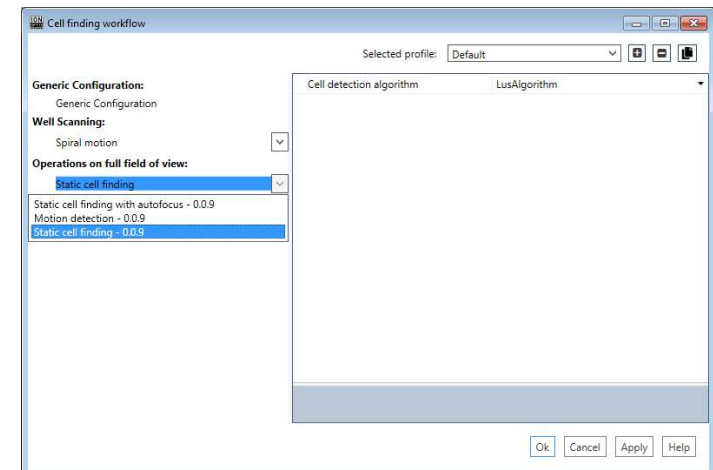 ION
Cell finding workflow
Selected profile: Default
Generic Configuration:
Generic Configuration
Well Scanning:
Spiral motion
Operations on full field of view:
Static cell finding
Static cell finding with autofocus - 0.0.9
Motion detection - 0.0.9
Static cell finding - 0.0.9
Cell detection algorithm LusAlgorithm
Ok Cancel Apply Help